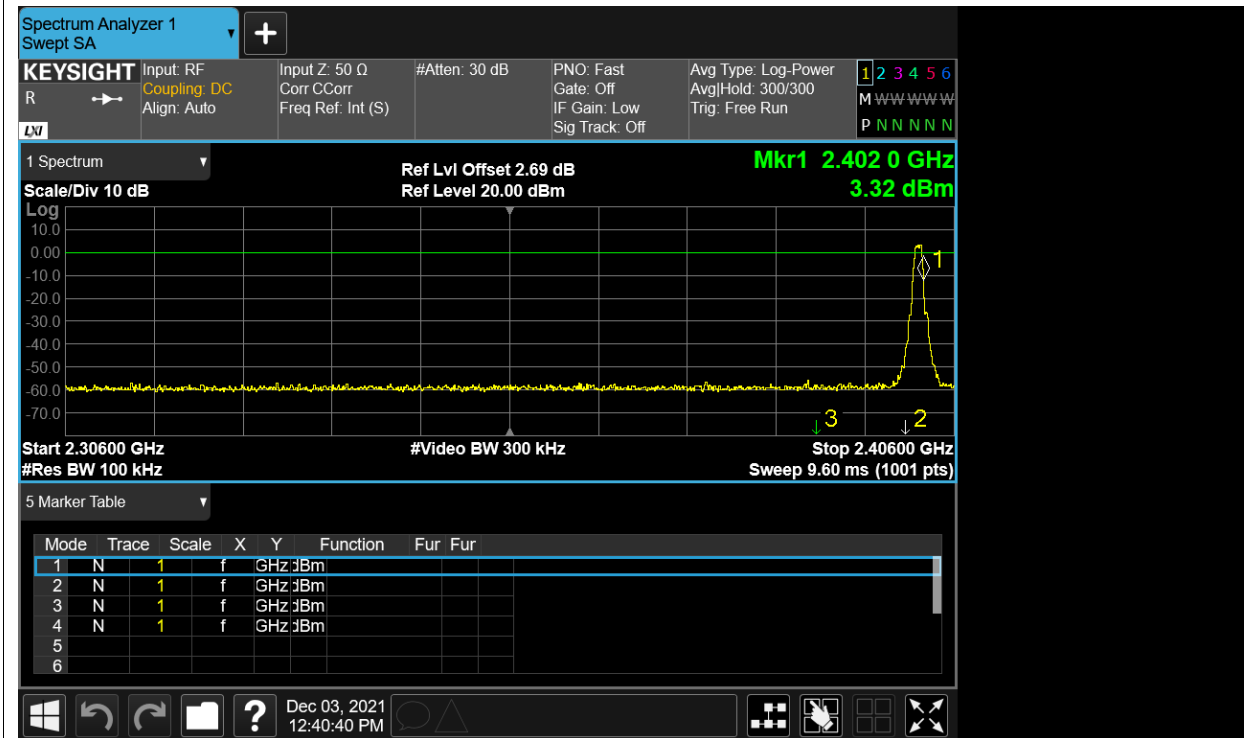 Spectrum Analyzer 1
Swept SA
KEYSIGHT
R
LXI
Input: RF
Coupling: DC
Align: Auto
Input Z: 50 Ω
Corr CCorr
Freq Ref: Int (S)
#Atten: 30 dB
PNO: Fast
Gate: Off
IF Gain: Low
Sig Track: Off
Avg Type: Log-Power
Avg|Hold: 300/300
Trig: Free Run
1 2 3 4 5 6
M W W W W W
P N N N N N
1 Spectrum
Scale/Div 10 dB
Ref Lvl Offset 2.69 dB
Ref Level 20.00 dBm
Mkr1 2.402 0 GHz
3.32 dBm
Log
10.0
0.00
-10.0
-20.0
-30.0
-40.0
-50.0
-60.0
-70.0
1
3
2
Start 2.30600 GHz
#Video BW 300 kHz
Stop 2.40600 GHz
#Res BW 100 kHz
Sweep 9.60 ms (1001 pts)
5 Marker Table
Mode Trace Scale X Y Function Fur Fur
1 N 1 f GHz dBm
2 N 1 f GHz dBm
3 N 1 f GHz dBm
4 N 1 f GHz dBm
5
6
?
Dec 03, 2021
12:40:40 PM